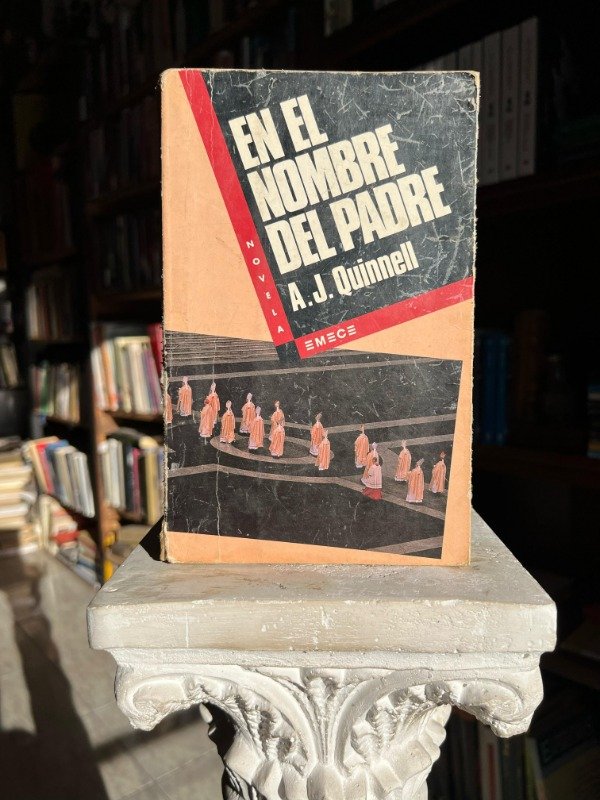 EN EL
NOMBRE
DEL PADRE
A.J. Quinnell
NOVELA
EMECE